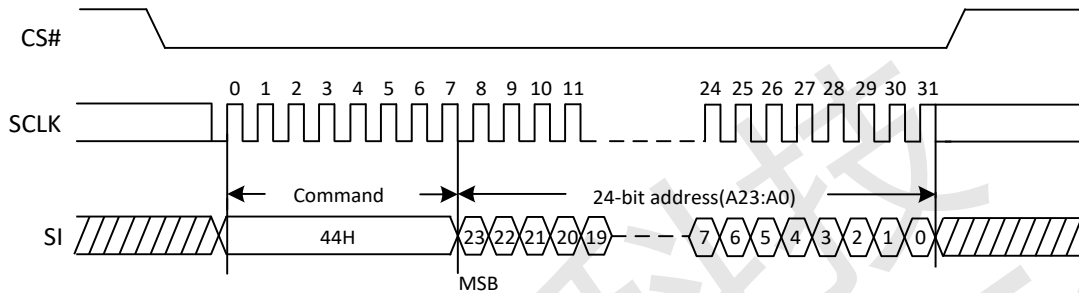 CS#
0 1 2 3 4 5 6 7 8 9 10 11 24 25 26 27 28 29 30 31
SCLK
Command 24-bit address(A23:A0)
SI 44H 23 22 21 20 19 7 6 5 4 3 2 1 0
MSB
科技